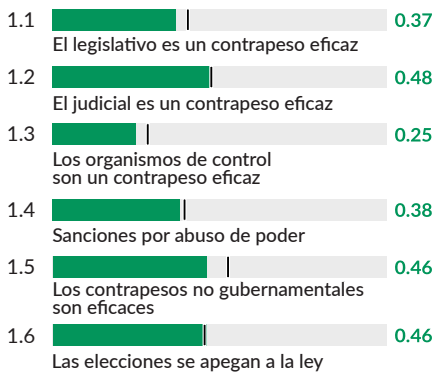 1.1 0.37
El legislativo es un contrapeso eficaz
1.2 0.48
El judicial es un contrapeso eficaz
1.3 0.25
Los organismos de control
son un contrapeso eficaz
1.4 0.38
Sanciones por abuso de poder
1.5 0.46
Los contrapesos no gubernamentales
son eficaces
1.6 0.46
Las elecciones se apegan a la ley